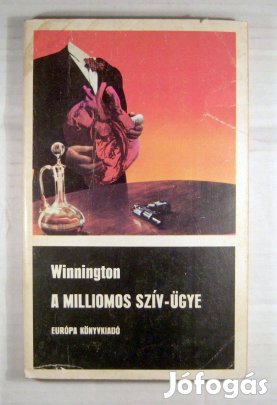 Winnington
A MILLIOMOS SZÍV-ÜGYE
EURÓPA KÖNYVKIADÓ
Jófogás